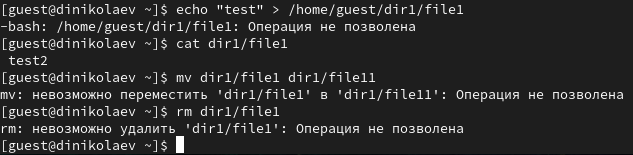 [guest@dinikolaev ~]$ echo "test" > /home/guest/dir1/file1
-bash: /home/guest/dir1/file1: Операция не позволена
[guest@dinikolaev ~]$ cat dir1/file1
 test2
[guest@dinikolaev ~]$ mv dir1/file1 dir1/file11
mv: невозможно переместить 'dir1/file1' в 'dir1/file11': Операция не позволена
[guest@dinikolaev ~]$ rm dir1/file1
rm: невозможно удалить 'dir1/file1': Операция не позволена
[guest@dinikolaev ~]$